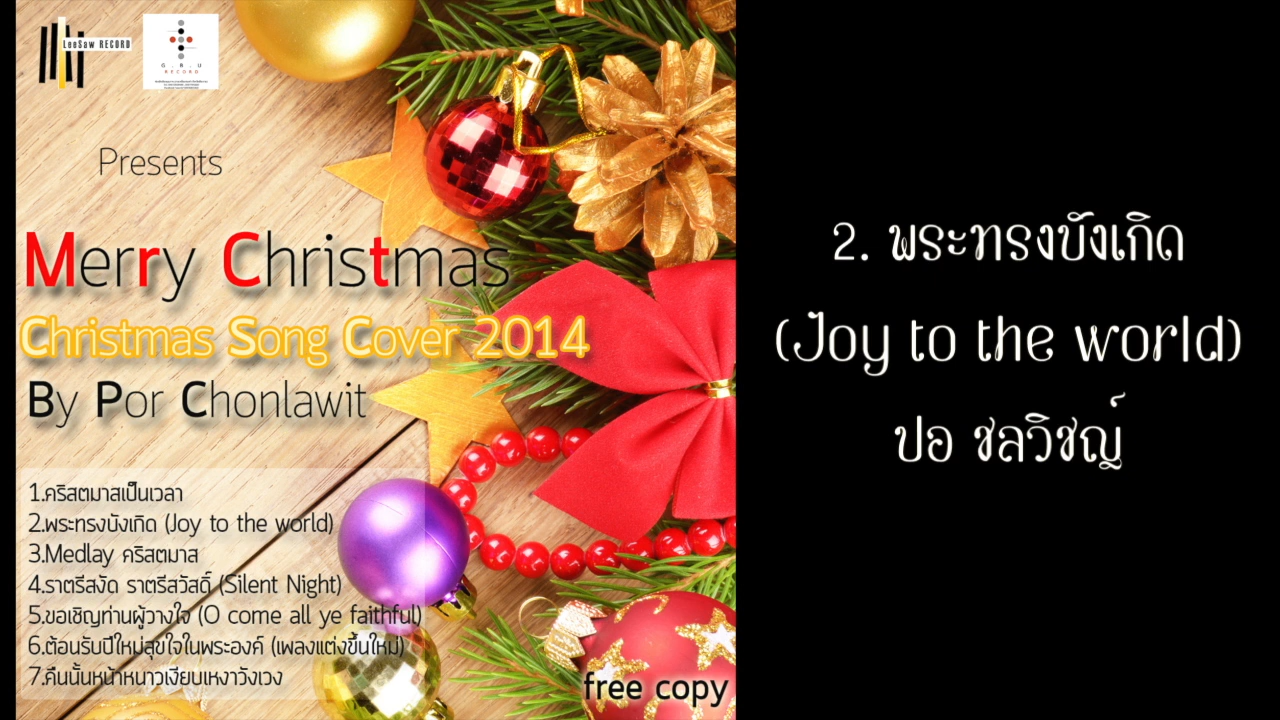 LeeSaw RECORD
G . R . U
RECORD
Presents
Merry Christmas
Christmas Song Cover 2014
By Por Chonlawit
1.คริสตมาสเป็นเวลา
2.พระทรงบังเกิด (Joy to the world)
3.Medlay คริสตมาส
4.ราตรีสงัด ราตรีสวัสดิ์ (Silent Night)
5.ขอเชิญท่านผู้วางใจ (O come all ye faithful)
6.ต้อนรับปีใหม่สุขใจในพระองค์ (เพลงแต่งขึ้นใหม่)
7.คืนนั้นหน้าหนาวเงียบเหงาวังเวง
free copy
2. พระทรงบังเกิด
(Joy to the world)
ปอ ชลวิชญ์